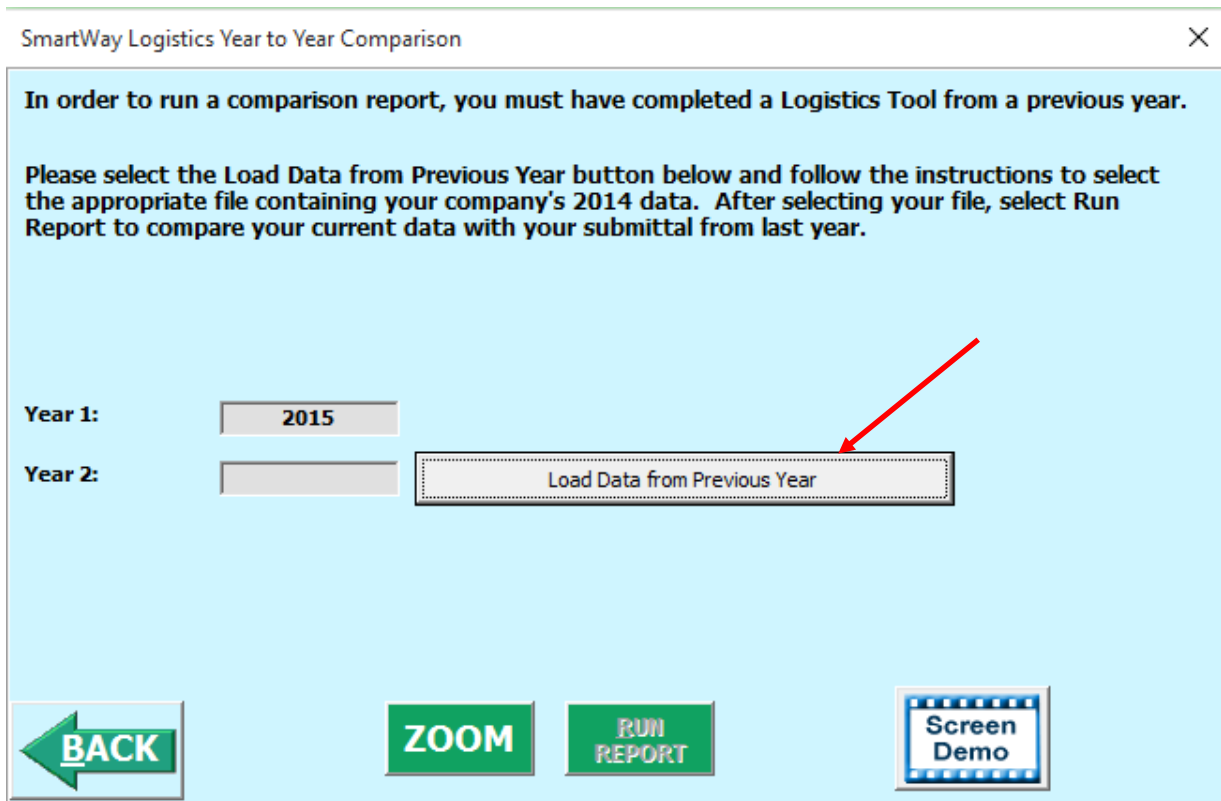 SmartWay Logistics Year to Year Comparison
In order to run a comparison report, you must have completed a Logistics Tool from a previous year.
Please select the Load Data from Previous Year button below and follow the instructions to select
the appropriate file containing your company's 2014 data.  After selecting your file, select Run
Report to compare your current data with your submittal from last year.
Year 1:
2015
Year 2:
Load Data from Previous Year
BACK
ZOOM
RUN
REPORT
Screen
Demo